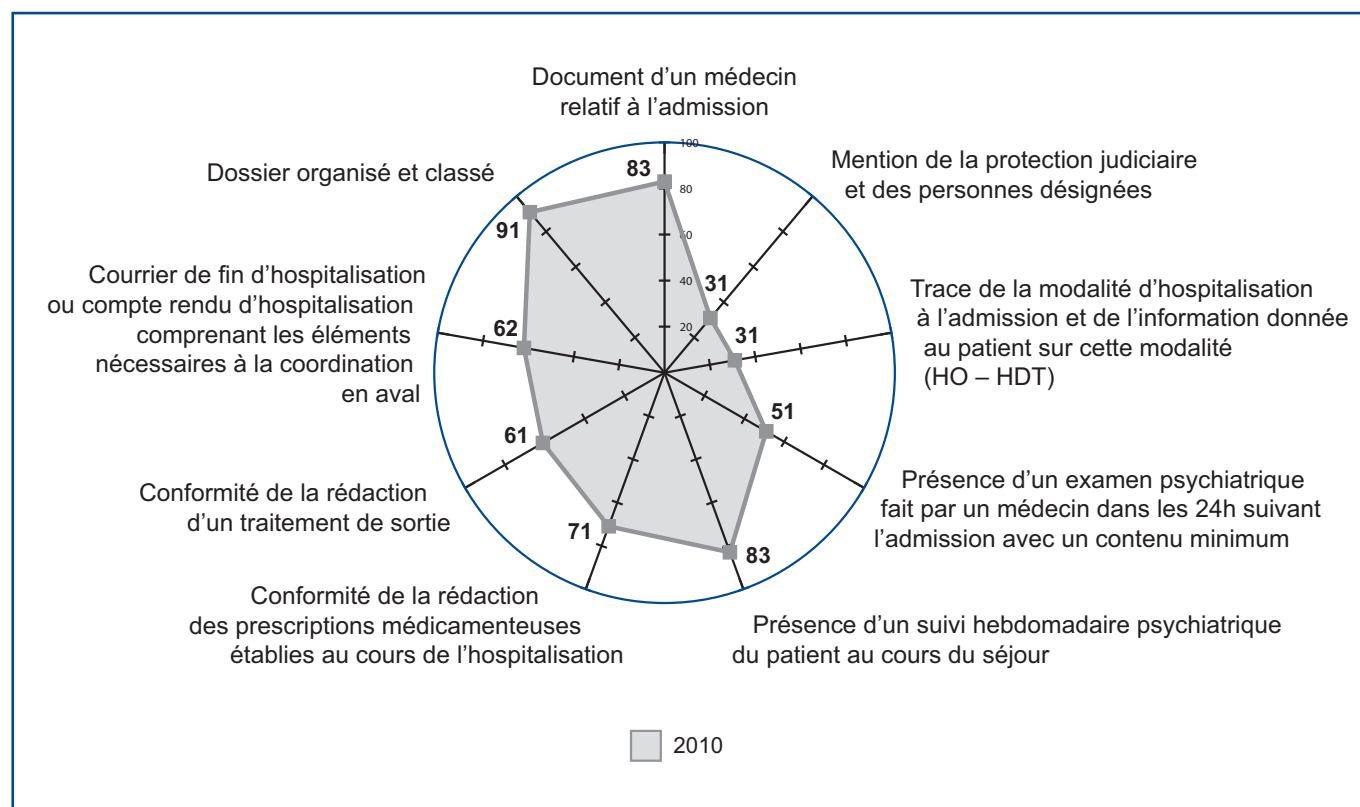 Document d’un médecin
relatif à l’admission
100
80
60
40
20
83
Mention de la protection judiciaire
et des personnes désignées
31
Trace de la modalité d’hospitalisation
à l’admission et de l’information donnée
au patient sur cette modalité
(HO – HDT)
31
Présence d’un examen psychiatrique
fait par un médecin dans les 24h suivant
l’admission avec un contenu minimum
51
Présence d’un suivi hebdomadaire psychiatrique
du patient au cours du séjour
83
Conformité de la rédaction
des prescriptions médicamenteuses
établies au cours de l’hospitalisation
71
Conformité de la rédaction
d’un traitement de sortie
61
Courrier de fin d’hospitalisation
ou compte rendu d’hospitalisation
comprenant les éléments
nécessaires à la coordination
en aval
62
Dossier organisé et classé
91
2010